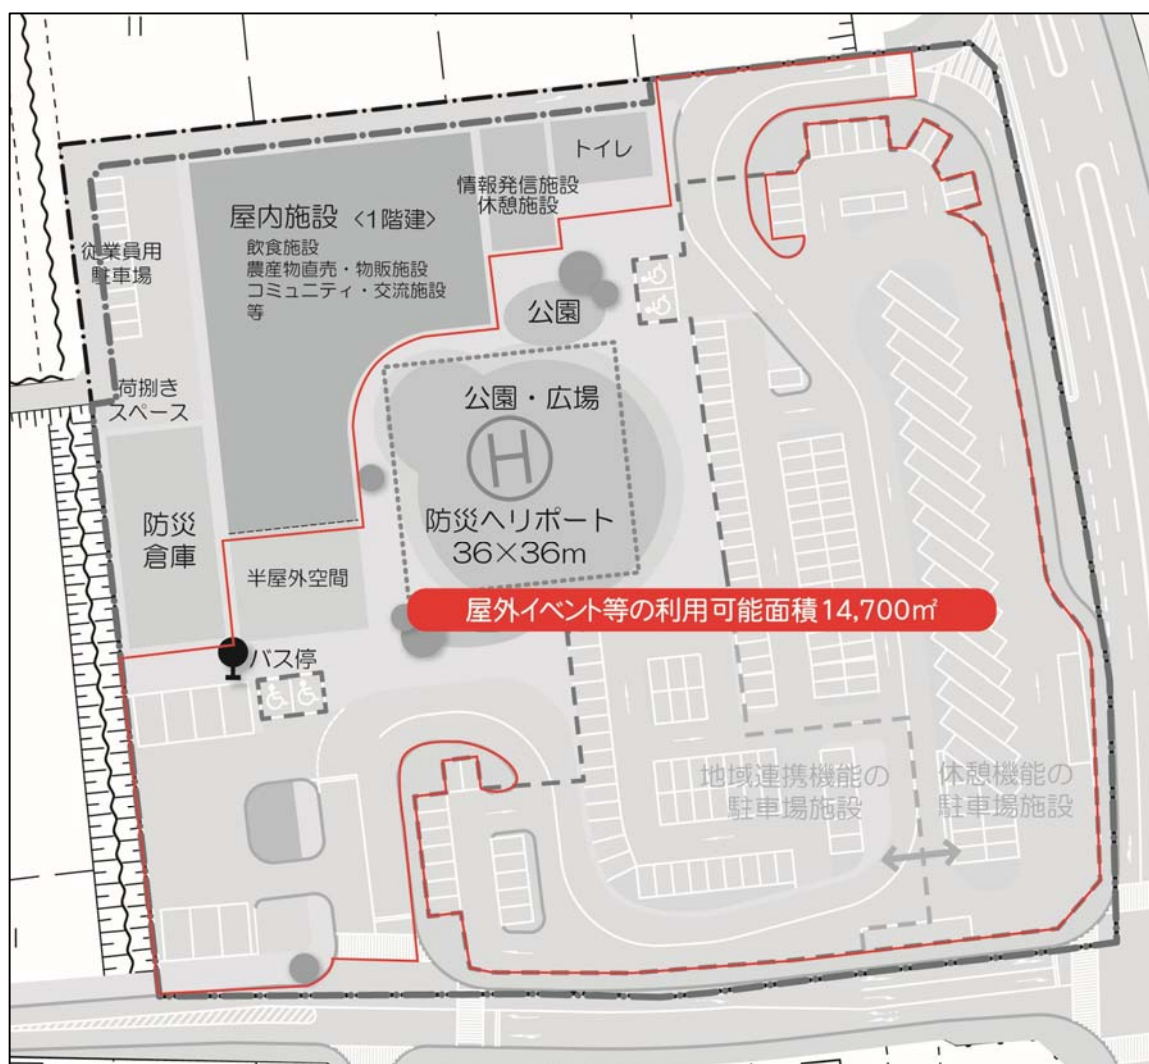 トイレ
情報発信施設
休憩施設
屋内施設 <1階建>
飲食施設
農産物直売・物販施設
コミュニティ・交流施設
等
従業員用
駐車場
公園
荷捌き
スペース
公園・広場
H
防災ヘリポート
36×36m
防災
倉庫
半屋外空間
屋外イベント等の利用可能面積14,700㎡
バス停
地域連携機能の
駐車場施設
休憩機能の
駐車場施設